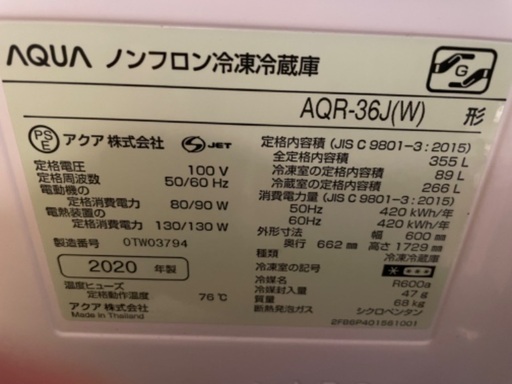 AQUA ノンフロン冷凍冷蔵庫
G
AQR-36J(W) 形
PSE アクア株式会社 S JET
定格電圧 100 V
定格周波数 50/60 Hz
電動機の
定格消費電力 80/90 W
電熱装置の
定格消費電力 130/130 W
製造番号 0TW03794
2020 年製
温度ヒューズ
定格動作温度 76℃
アクア株式会社
Made in Thailand
定格内容積 (JIS C 9801-3:2015)
全定格内容積 355 L
冷凍室の定格内容積 89 L
冷蔵室の定格内容積 266 L
消費電力量 (JIS C 9801-3:2015)
50Hz 420 kWh/年
60Hz 420 kWh/年
外形寸法 幅 600 mm
奥行 662 mm 高さ 1729 mm
種類 冷凍冷蔵庫
冷凍室の記号
冷媒名 R600a
冷媒封入量 47 g
質量 68 kg
断熱発泡ガス シクロペンタン